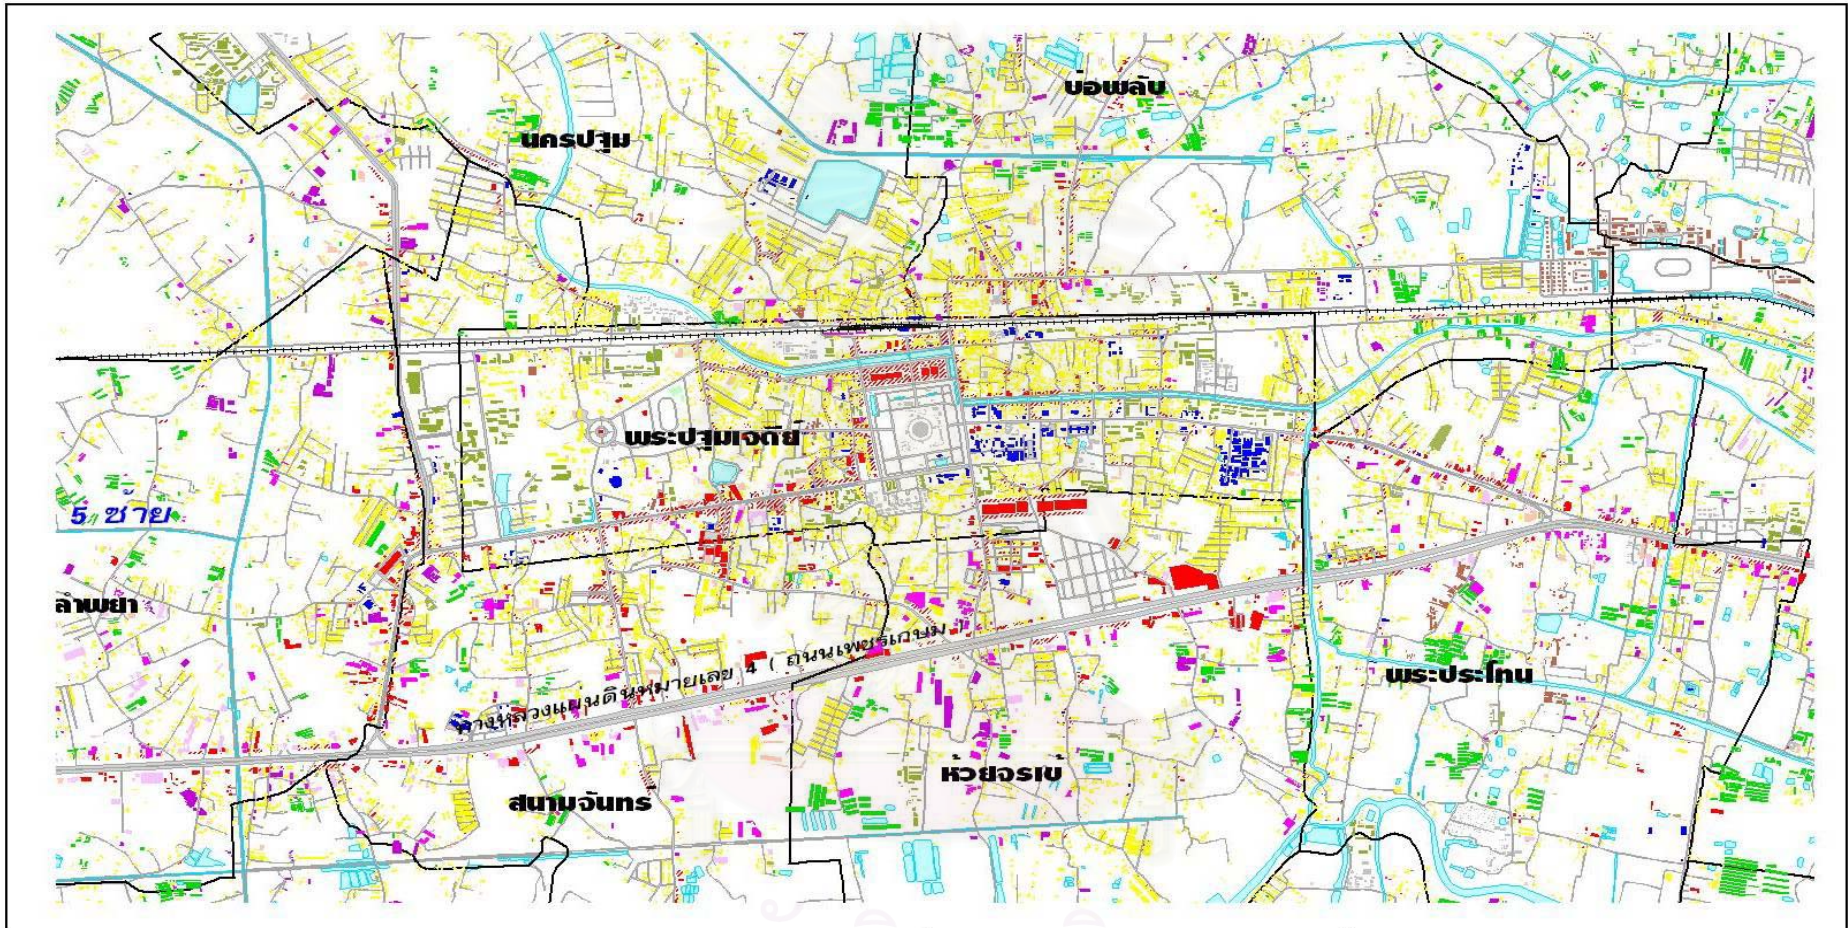 บ่อพลับ
นครปฐม
พระปฐมเจดีย์
5 ซ้าย
ลำพยา
ทางหลวงแผ่นดินหมายเลข 4 ( ถนนเพชรเกษม )
พระประโทน
ห้วยจรเข้
สนามจันทร์